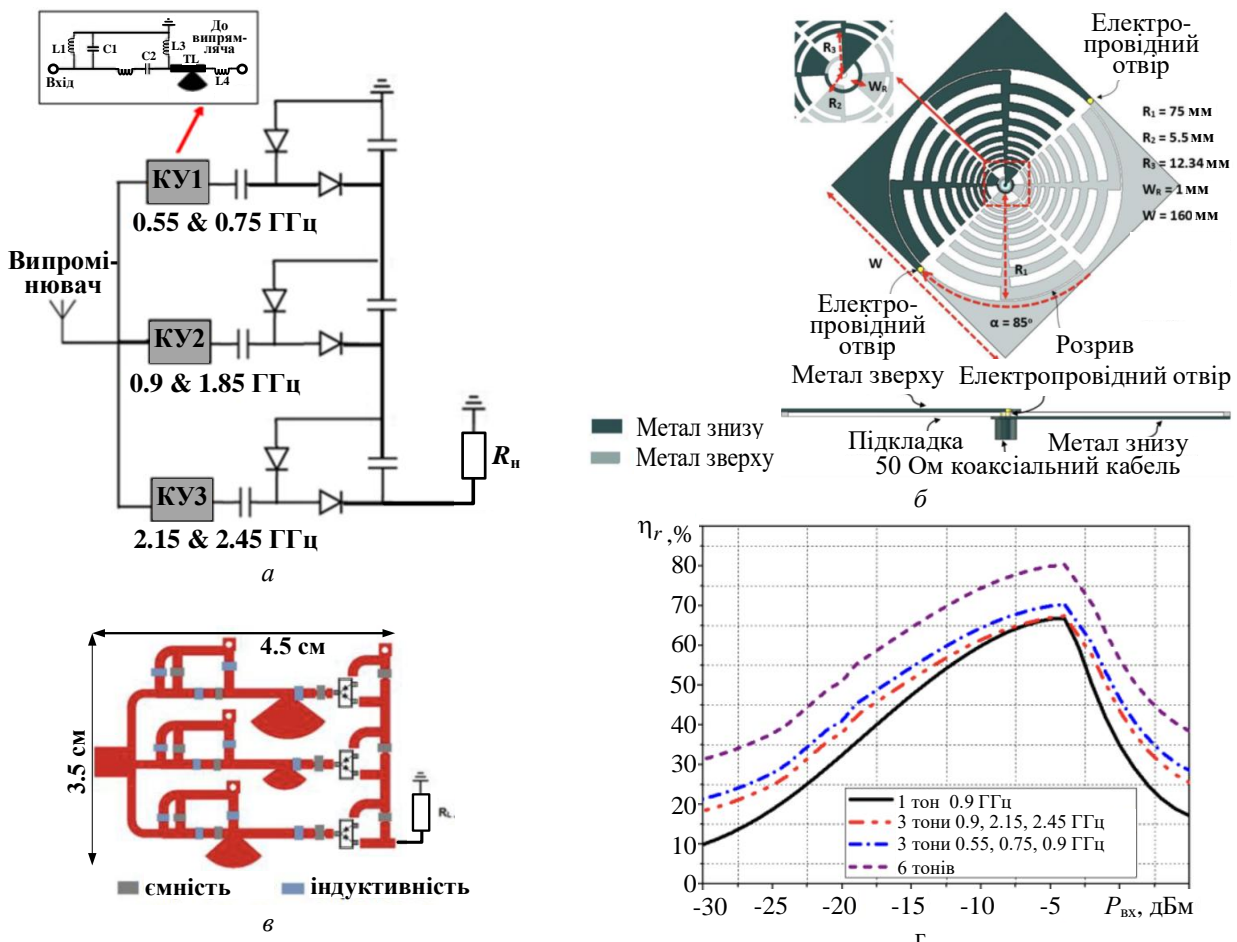 До
випрям-
ляча
L1
C1
L3
C2
TL
L4
Вхід
КУ1
0.55 & 0.75 ГГц
Випромі-
нювач
КУ2
0.9 & 1.85 ГГц
Rн
КУ3
2.15 & 2.45 ГГц
а
R3
WR
R2
Електро-
провідний
отвір
R1 = 75 мм
R2 = 5.5 мм
R3 = 12.34 мм
WR = 1 мм
W = 160 мм
W
R1
α = 85°
Електро-
провідний
отвір
Розрив
Метал зверху
Електропровідний отвір
Метал знизу
Метал зверху
Підкладка
Метал знизу
50 Ом коаксіальний кабель
б
4.5 см
3.5 см
RL
ємність
індуктивність
в
ηr ,%
80
70
60
50
40
30
20
10
0
1 тон 0.9 ГГц
3 тони 0.9, 2.15, 2.45 ГГц
3 тони 0.55, 0.75, 0.9 ГГц
6 тонів
-30
-25
-20
-15
-10
-5
Pвх, дБм